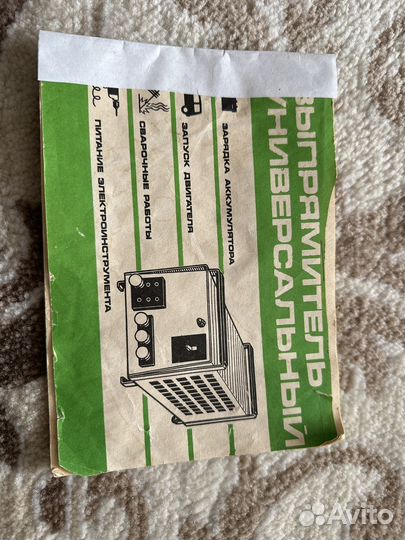 ВЫПРЯМИТЕЛЬ
УНИВЕРСАЛЬНЫЙ
ЗАРЯДКА АККУМУЛЯТОРА
ЗАПУСК ДВИГАТЕЛЯ
СВАРОЧНЫЕ РАБОТЫ
ПИТАНИЕ ЭЛЕКТРОИНСТРУМЕНТА
Avito